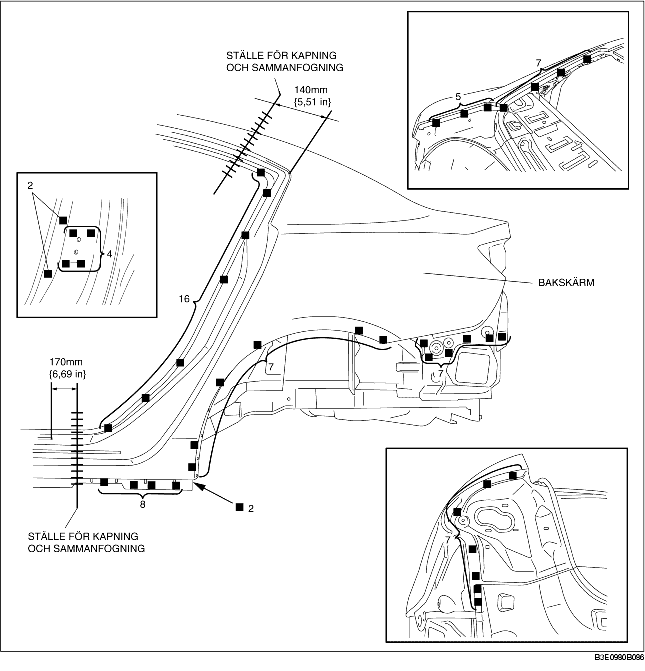 STÄLLE FÖR KAPNING
OCH SAMMANFOGNING
140mm
{5,51 in}
7
5
2
4
16
BAKSKÄRM
170mm
{6,69 in}
7
7
8
2
STÄLLE FÖR KAPNING
OCH SAMMANFOGNING
B3E0980B096